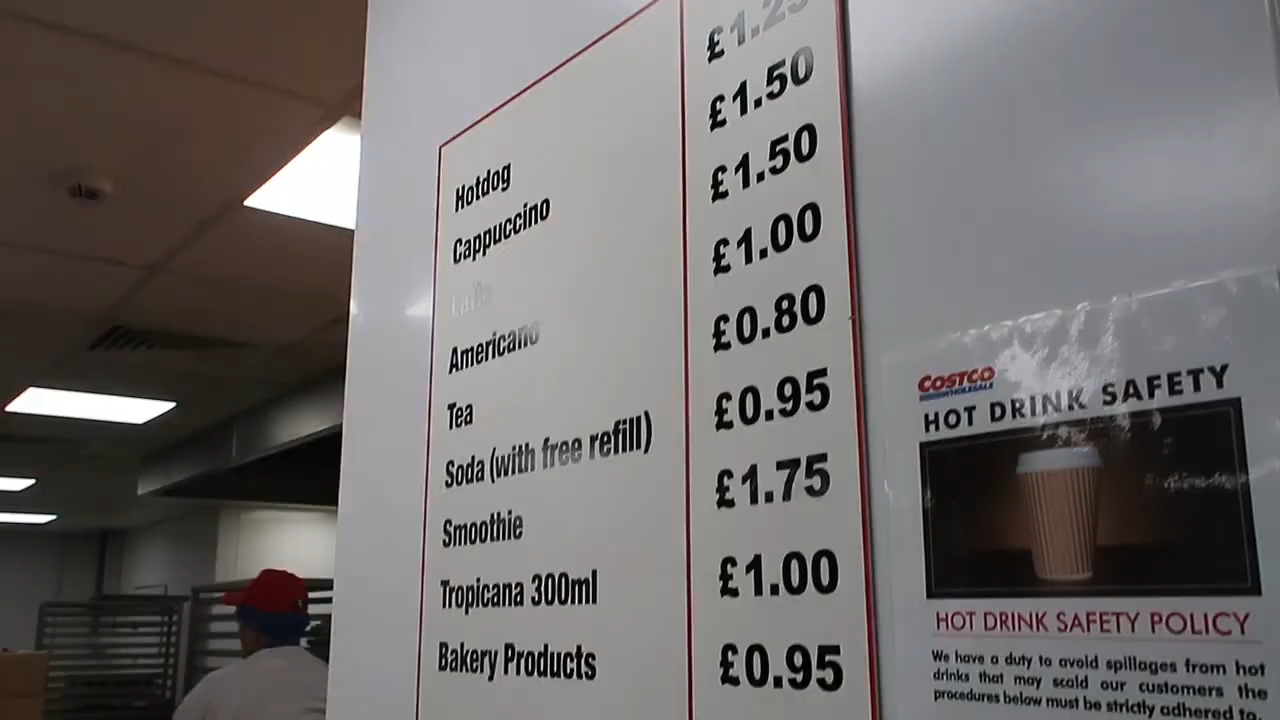 Hotdog £1.25
Cappuccino £1.50
Latte £1.50
Americano £1.00
Tea £0.80
Soda (with free refill) £0.95
Smoothie £1.75
Tropicana 300ml £1.00
Bakery Products £0.95
COSTCO
WHOLESALE
HOT DRINK SAFETY
HOT DRINK SAFETY POLICY
We have a duty to avoid spillages from hot
drinks that may scald our customers the
procedures below must be strictly adhered to.